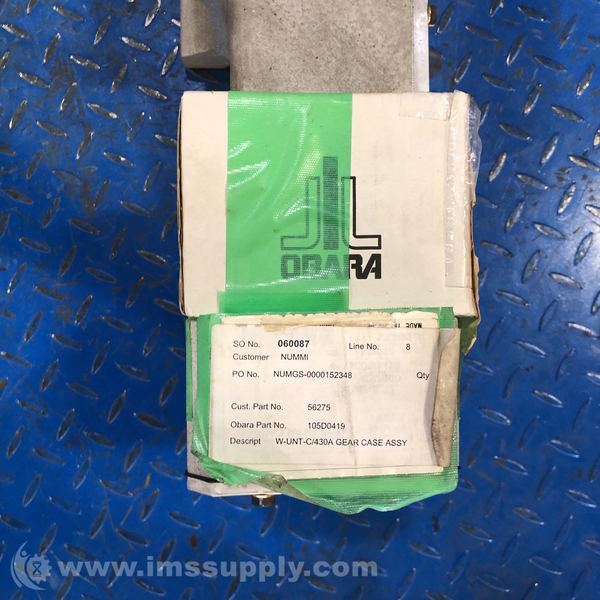 OBARA
SO No. 060087 Line No. 8
Customer NUMMI
PO No. NUMGS-0000152348 Qty
Cust. Part No. 56275
Obara Part No. 105D0419
Descript W-UNT-C/430A GEAR CASE ASSY
www.imssupply.com